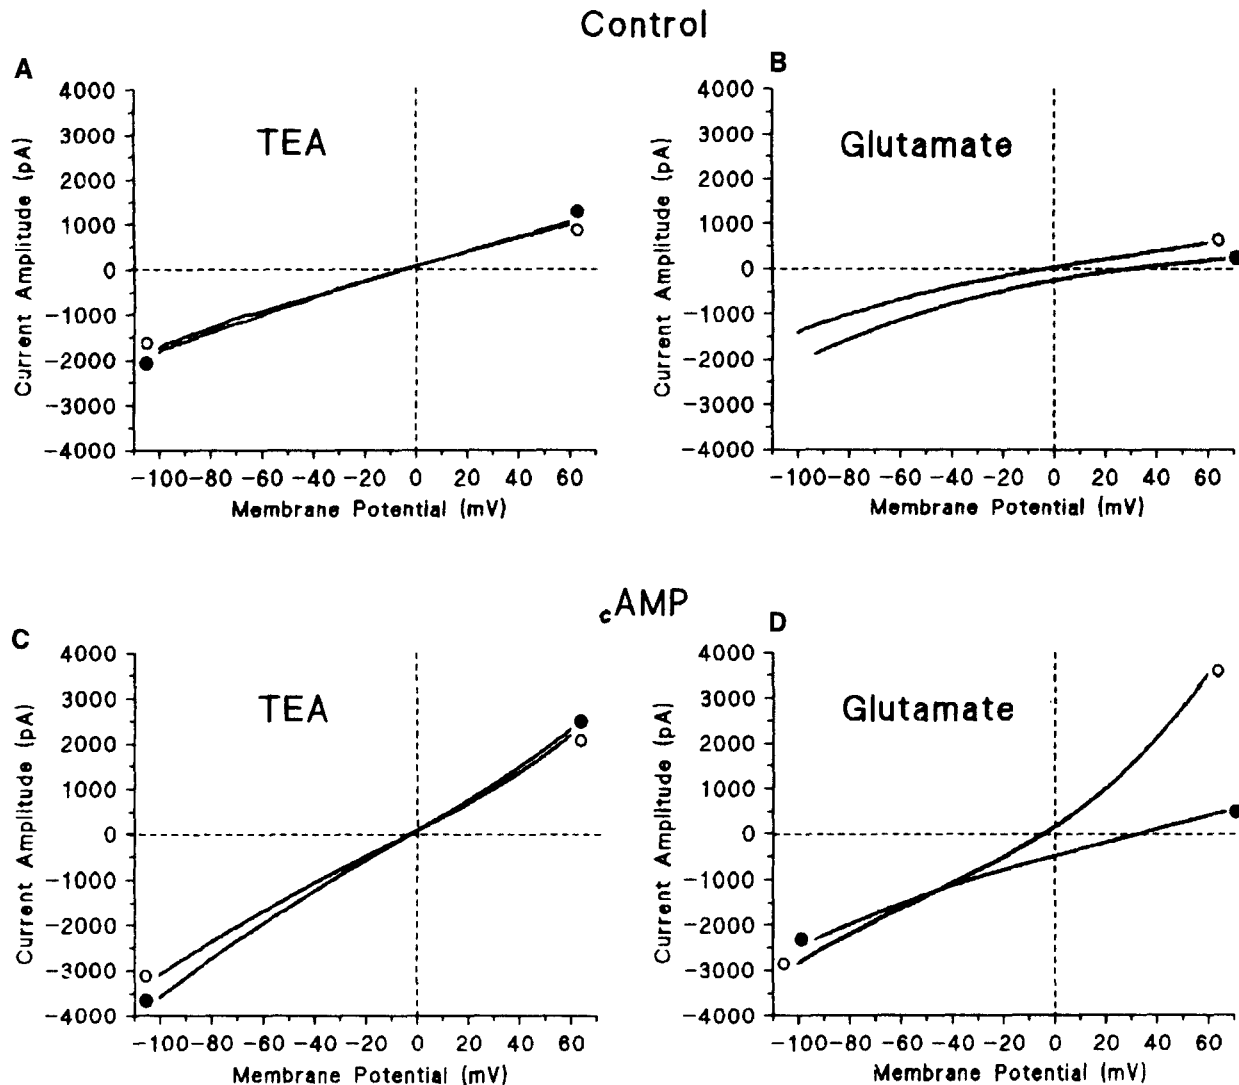 Control
A
B
4000
3000
2000
1000
0
−1000
−2000
−3000
−4000
Current Amplitude (pA)
TEA
−100−80 −60 −40 −20 0 20 40 60
Membrane Potential (mV)
4000
3000
2000
1000
0
−1000
−2000
−3000
−4000
Current Amplitude (pA)
Glutamate
−100−80 −60 −40 −20 0 20 40 60
Membrane Potential (mV)
cAMP
C
D
4000
3000
2000
1000
0
−1000
−2000
−3000
−4000
Current Amplitude (pA)
TEA
−100−80 −60 −40 −20 0 20 40 60
Membrane Potential (mV)
4000
3000
2000
1000
0
−1000
−2000
−3000
−4000
Current Amplitude (pA)
Glutamate
−100−80 −60 −40 −20 0 20 40 60
Membrane Potential (mV)